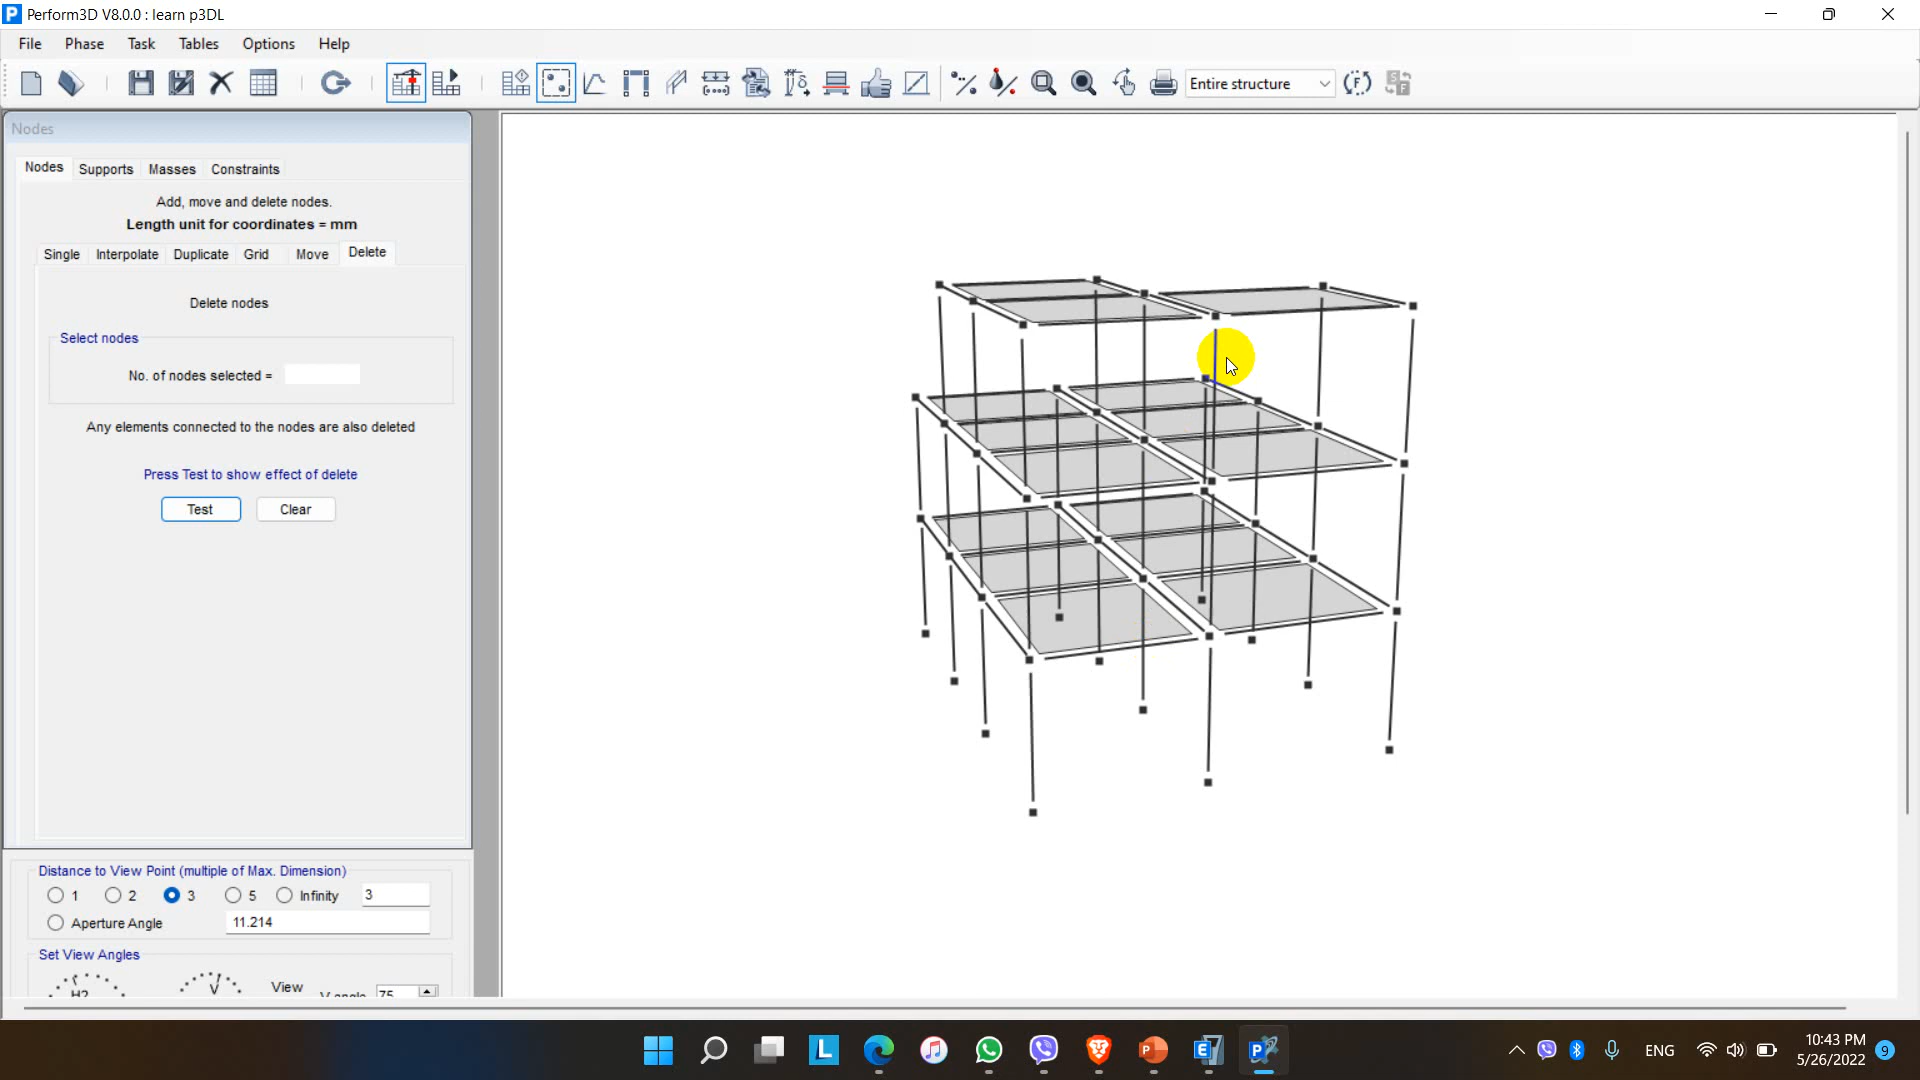 Perform3D V8.0.0 : learn p3DL
File Phase Task Tables Options Help
Entire structure
Nodes
Nodes Supports Masses Constraints
Add, move and delete nodes.
Length unit for coordinates = mm
Single Interpolate Duplicate Grid Move Delete
Delete nodes
Select nodes
No. of nodes selected =
Any elements connected to the nodes are also deleted
Press Test to show effect of delete
Test Clear
Distance to View Point (multiple of Max. Dimension)
1 2 3 5 Infinity 3
Aperture Angle 11.214
Set View Angles
H2 V View V angle 75
ENG
10:43 PM
5/26/2022
9